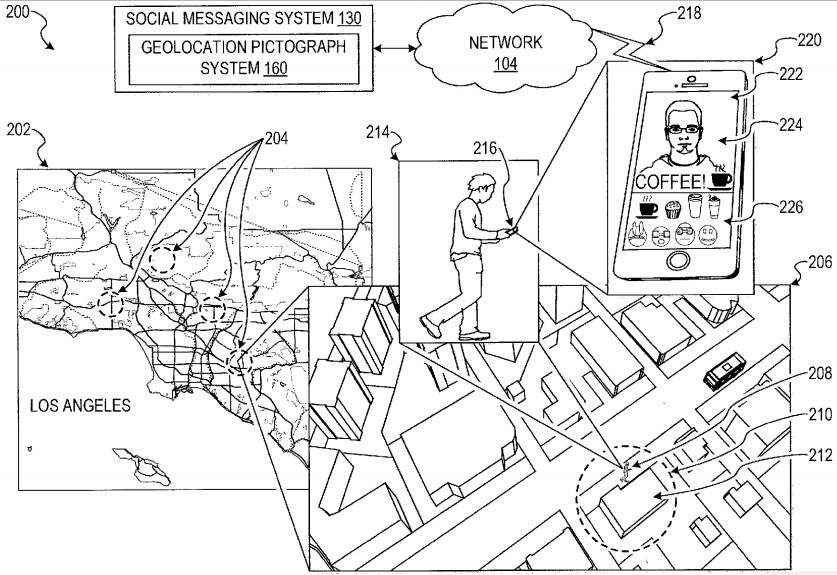 200
SOCIAL MESSAGING SYSTEM 130
GEOLOCATION PICTOGRAPH
SYSTEM 160
NETWORK
104
218
220
222
224
COFFEE!
226
202
204
214
216
206
LOS ANGELES
208
210
212